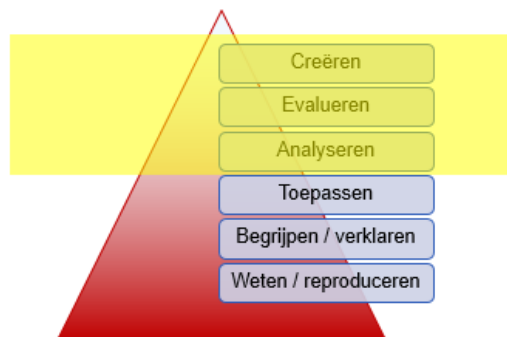 Creëren
Evalueren
Analyseren
Toepassen
Begrijpen / verklaren
Weten / reproduceren